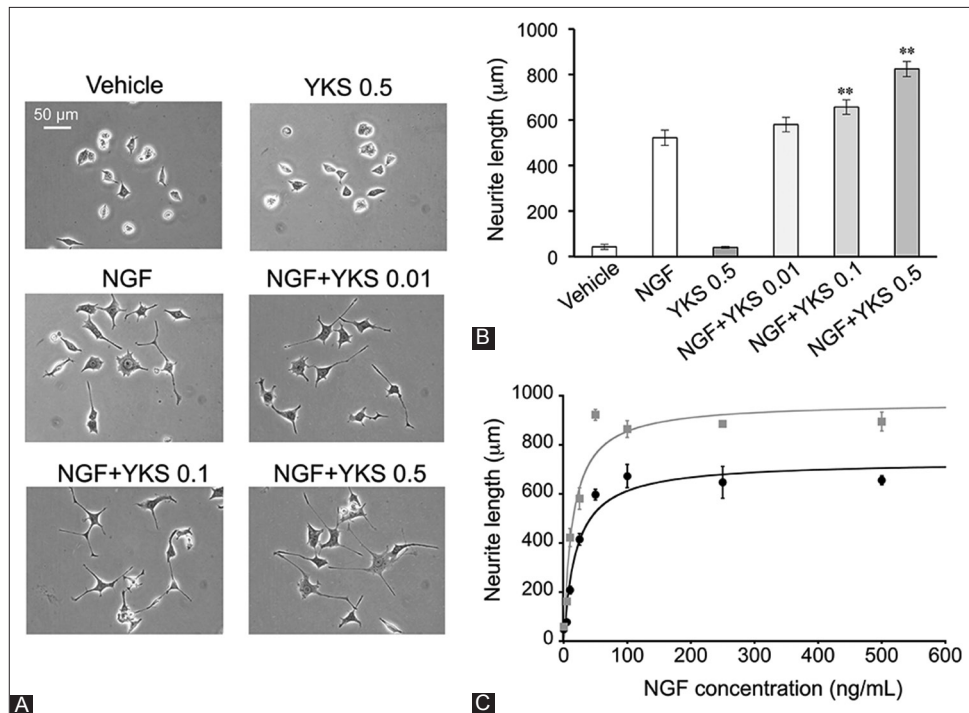 Vehicle
YKS 0.5
50 µm
NGF
NGF+YKS 0.01
NGF+YKS 0.1
NGF+YKS 0.5
A
Neurite length (µm)
1000
800
600
400
200
0
**
**
Vehicle
NGF
YKS 0.5
NGF+YKS 0.01
NGF+YKS 0.1
NGF+YKS 0.5
B
Neurite length (µm)
1000
800
600
400
200
0
0 100 200 300 400 500 600
NGF concentration (ng/mL)
C